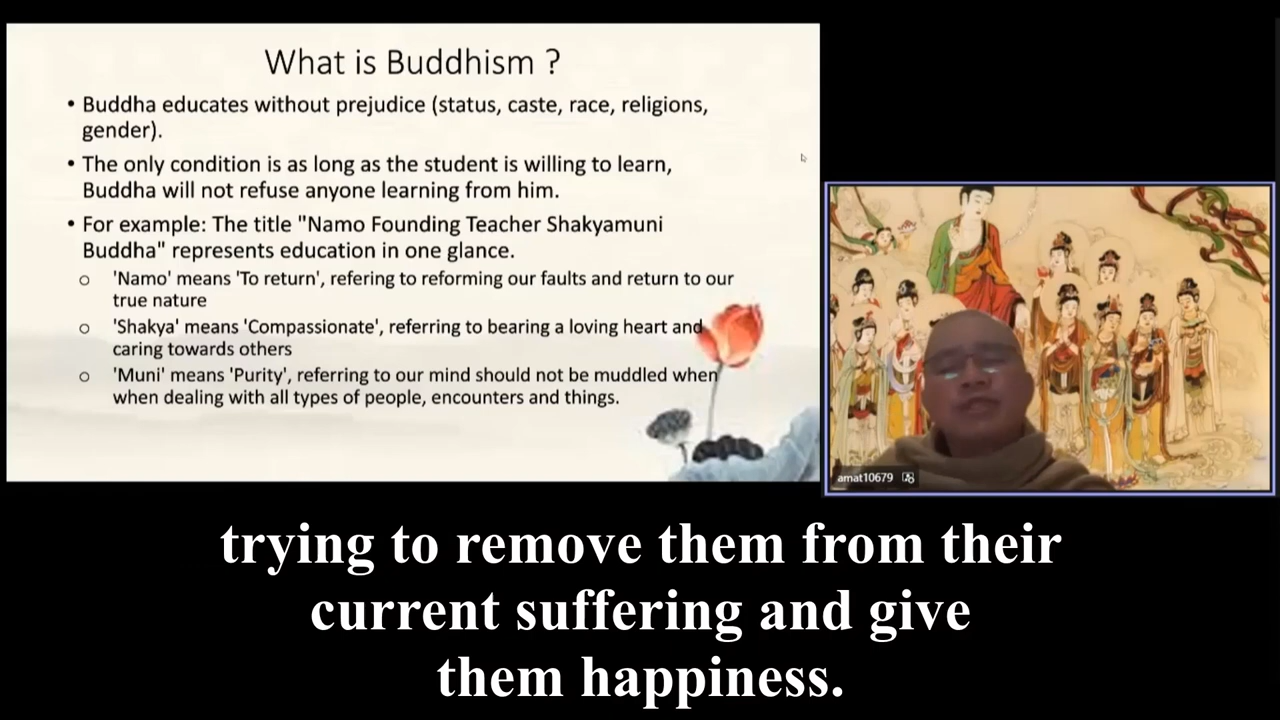 What is Buddhism ?
• Buddha educates without prejudice (status, caste, race, religions,
gender).
• The only condition is as long as the student is willing to learn,
Buddha will not refuse anyone learning from him.
• For example: The title "Namo Founding Teacher Shakyamuni
Buddha" represents education in one glance.
o 'Namo' means 'To return', refering to reforming our faults and return to our
true nature
o 'Shakya' means 'Compassionate', referring to bearing a loving heart and
caring towards others
o 'Muni' means 'Purity', referring to our mind should not be muddled when
when dealing with all types of people, encounters and things.
amat10679
trying to remove them from their
current suffering and give
them happiness.